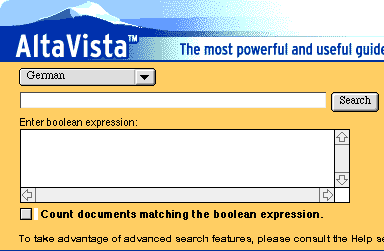 AltaVista™
The most powerful and useful guide
German
Search
Enter boolean expression:
Count documents matching the boolean expression.
To take advantage of advanced search features, please consult the Help se